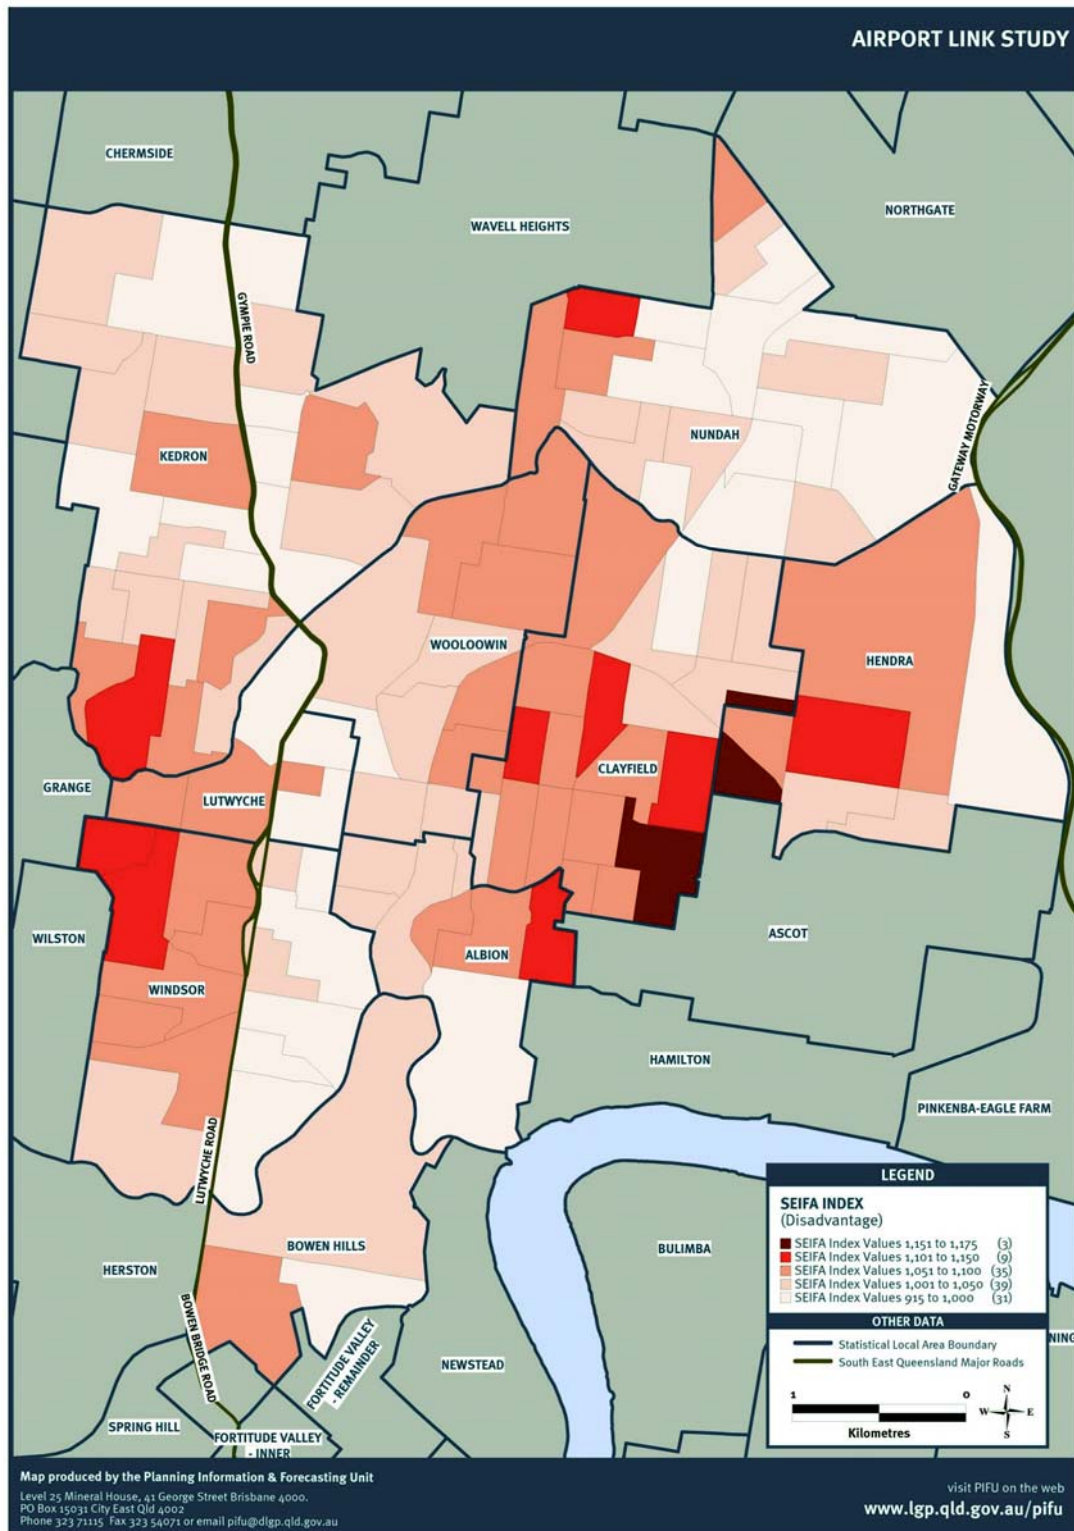 AIRPORT LINK STUDY
CHERMSIDE
WAVELL HEIGHTS
NORTHGATE
GYMPIE ROAD
GATEWAY MOTORWAY
KEDRON
NUNDAH
WOOLOOWIN
HENDRA
CLAYFIELD
GRANGE
LUTWYCHE
WILSTON
ALBION
ASCOT
WINDSOR
HAMILTON
PINKENBA-EAGLE FARM
LUTWYCHE ROAD
BOWEN HILLS
BULIMBA
HERSTON
BOWEN BRIDGE ROAD
FORTITUDE VALLEY
- REMAINDER
NEWSTEAD
SPRING HILL
FORTITUDE VALLEY
- INNER
LEGEND
SEIFA INDEX
(Disadvantage)
SEIFA Index Values 1,151 to 1,175 (3)
SEIFA Index Values 1,101 to 1,150 (9)
SEIFA Index Values 1,051 to 1,100 (35)
SEIFA Index Values 1,001 to 1,050 (39)
SEIFA Index Values 915 to 1,000 (31)
OTHER DATA
Statistical Local Area Boundary
South East Queensland Major Roads
1 0
Kilometres
N
W E
S
NING
Map produced by the Planning Information & Forecasting Unit
Level 25 Mineral House, 41 George Street Brisbane 4000.
PO Box 15031 City East Qld 4002
Phone 323 71115 Fax 323 54071 or email pifu@dlgp.qld.gov.au
visit PIFU on the web
www.lgp.qld.gov.au/pifu